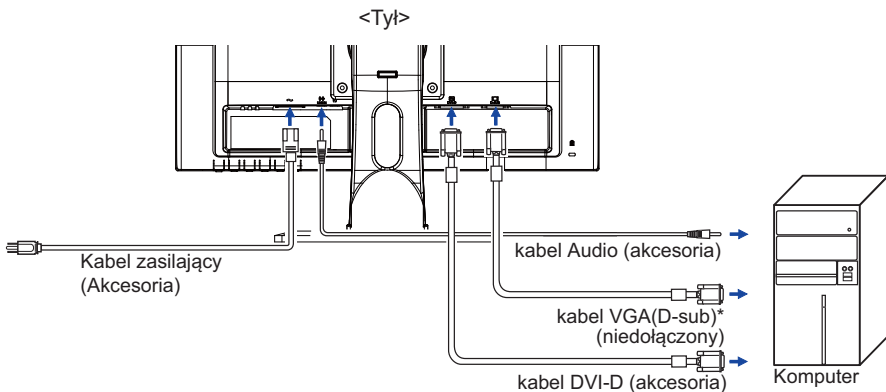 <Tył>
kabel Audio (akcesoria)
Kabel zasilający
(Akcesoria)
kabel VGA(D-sub)*
(niedołączony)
kabel DVI-D (akcesoria)
Komputer